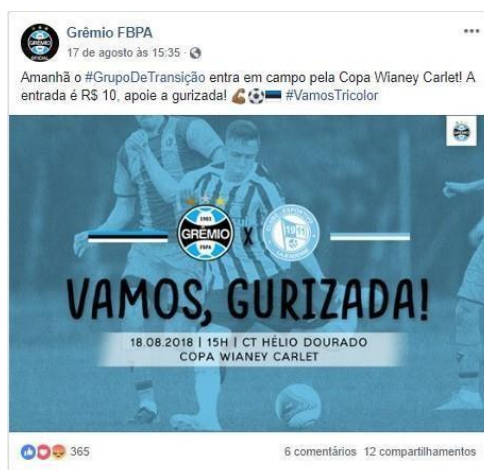 Grêmio FBPA
17 de agosto às 15:35
Amanhã o #GrupoDeTransição entra em campo pela Copa Wianey Carlet! A
entrada é R$ 10, apoie a gurizada! #VamosTricolor
1903
GRÊMIO
FBPA
X
VAMOS, GURIZADA!
18.08.2018 | 15H | CT HÉLIO DOURADO
COPA WIANEY CARLET
365
6 comentários 12 compartilhamentos